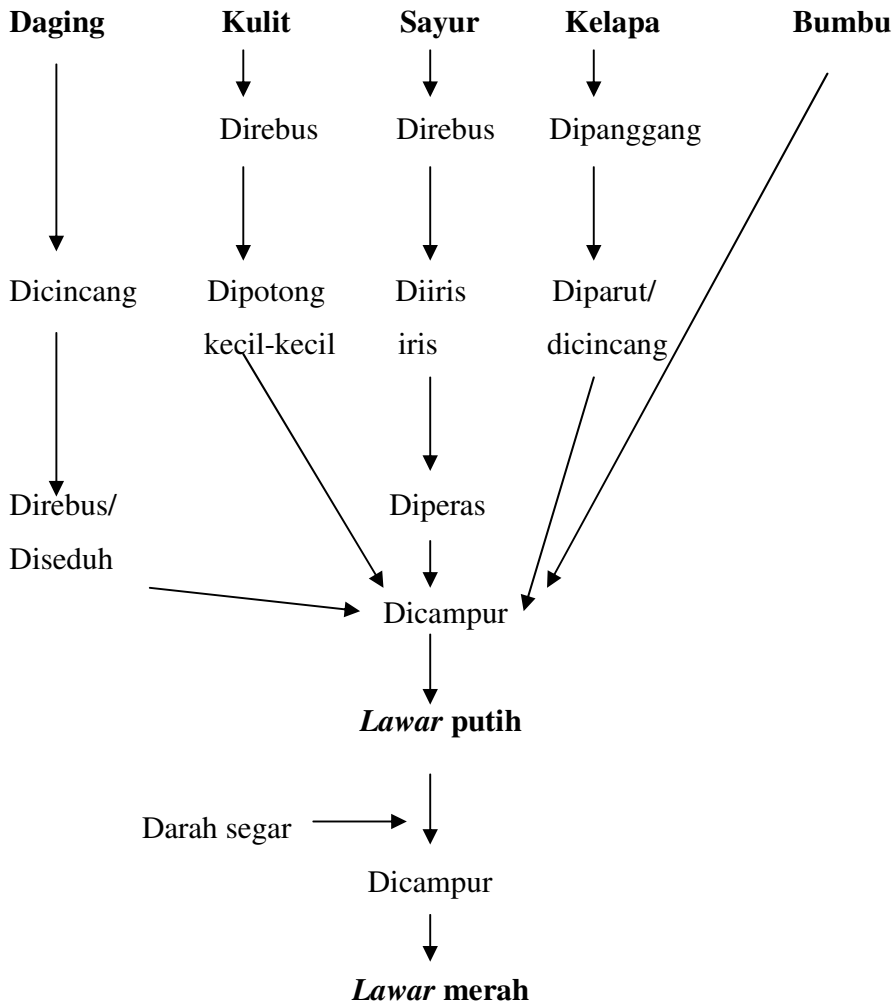 Daging Kulit Sayur Kelapa Bumbu
Direbus Direbus Dipanggang
Dicincang Dipotong Diiris Diparut/
kecil-kecil iris dicincang
Direbus/ Diperas
Diseduh
Dicampur
Lawar putih
Darah segar
Dicampur
Lawar merah